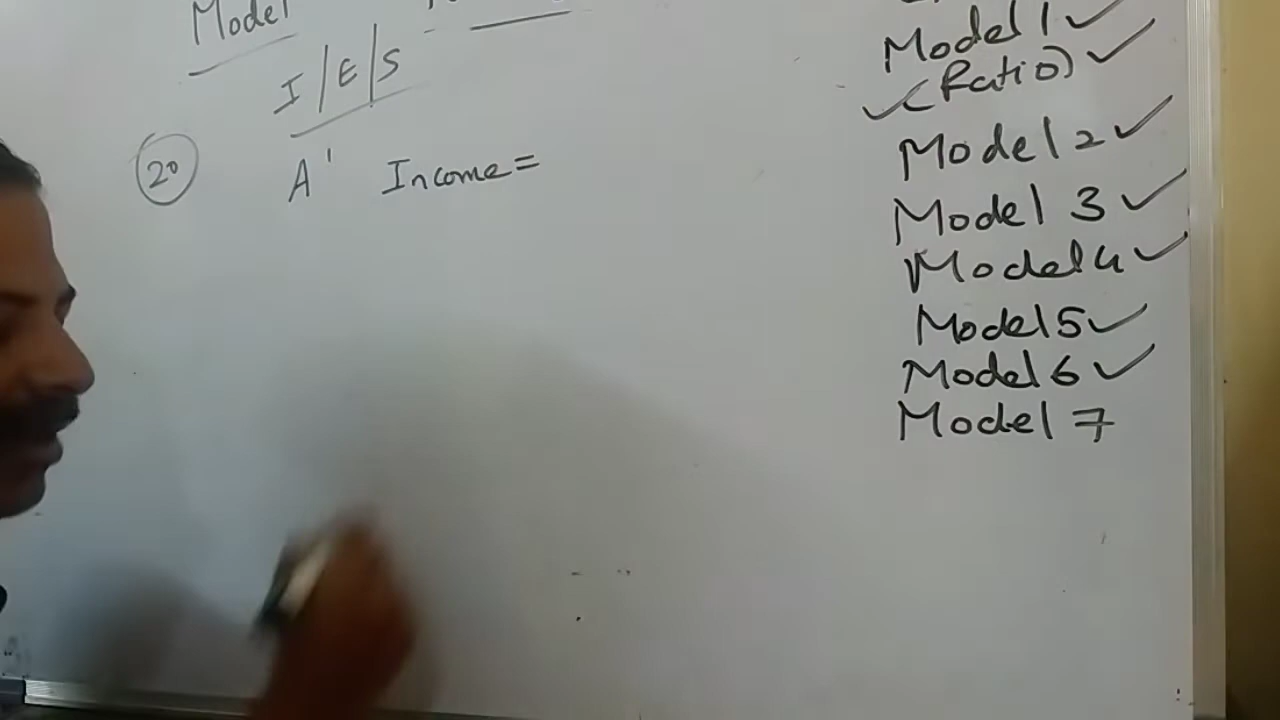 Model
I/E/S
20 A' Income=
Model 1 ✓
✓(Ratio) ✓
Model 2 ✓
Model 3 ✓
Model 4 ✓
Model 5 ✓
Model 6 ✓
Model 7